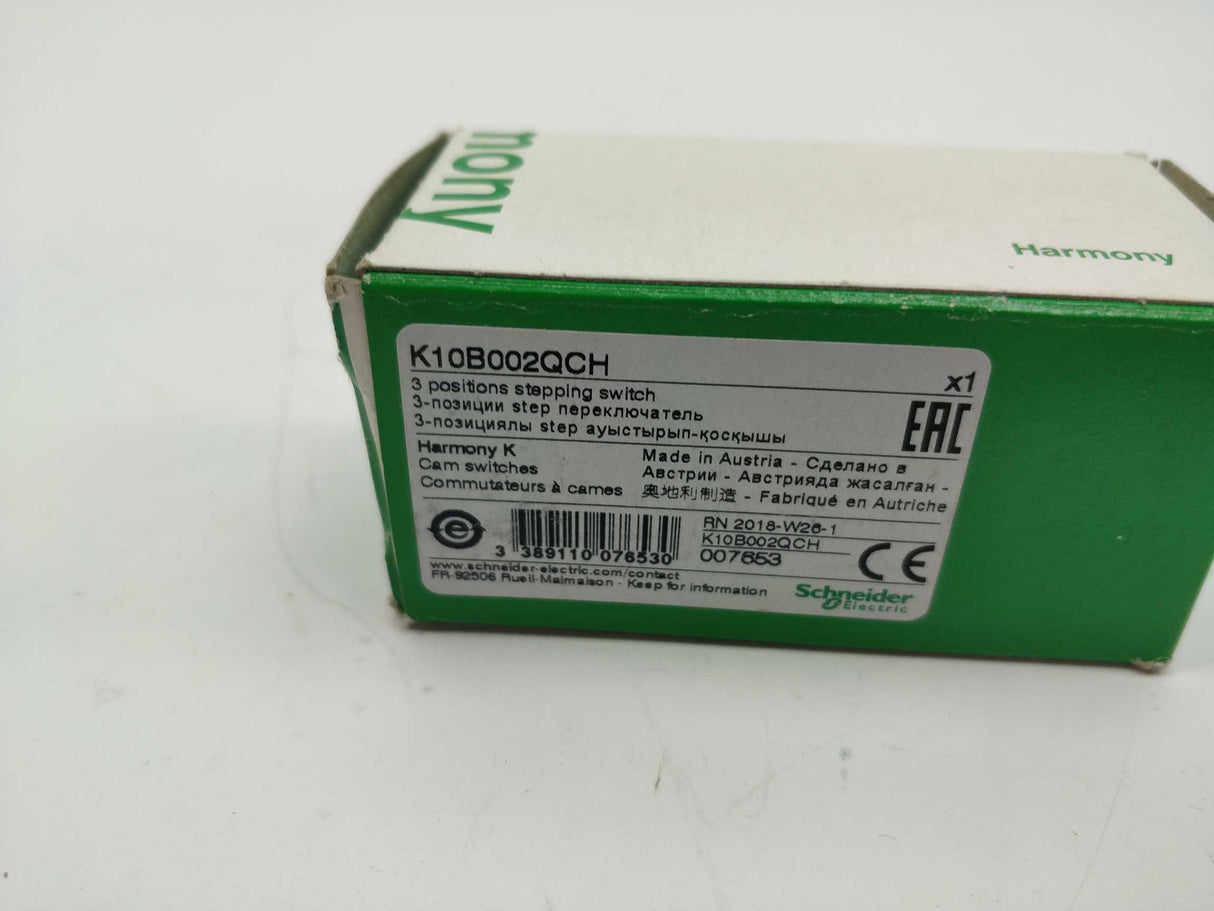 mony
Harmony
K10B002QCH
x1
3 positions stepping switch
3-позиции step переключатель
3-позициялы step ауыстырып-қосқышы
EAC
Harmony K
Cam switches
Commutateurs à cames
Made in Austria - Сделано в
Австрии - Австрияда жасалған -
奥地利制造 - Fabriqué en Autriche
e
3 389110 076530
RN 2018-W26-1
K10B002QCH
007653
CE
www.schneider-electric.com/contact
FR-92506 Rueil-Malmaison - Keep for information
Schneider
Electric